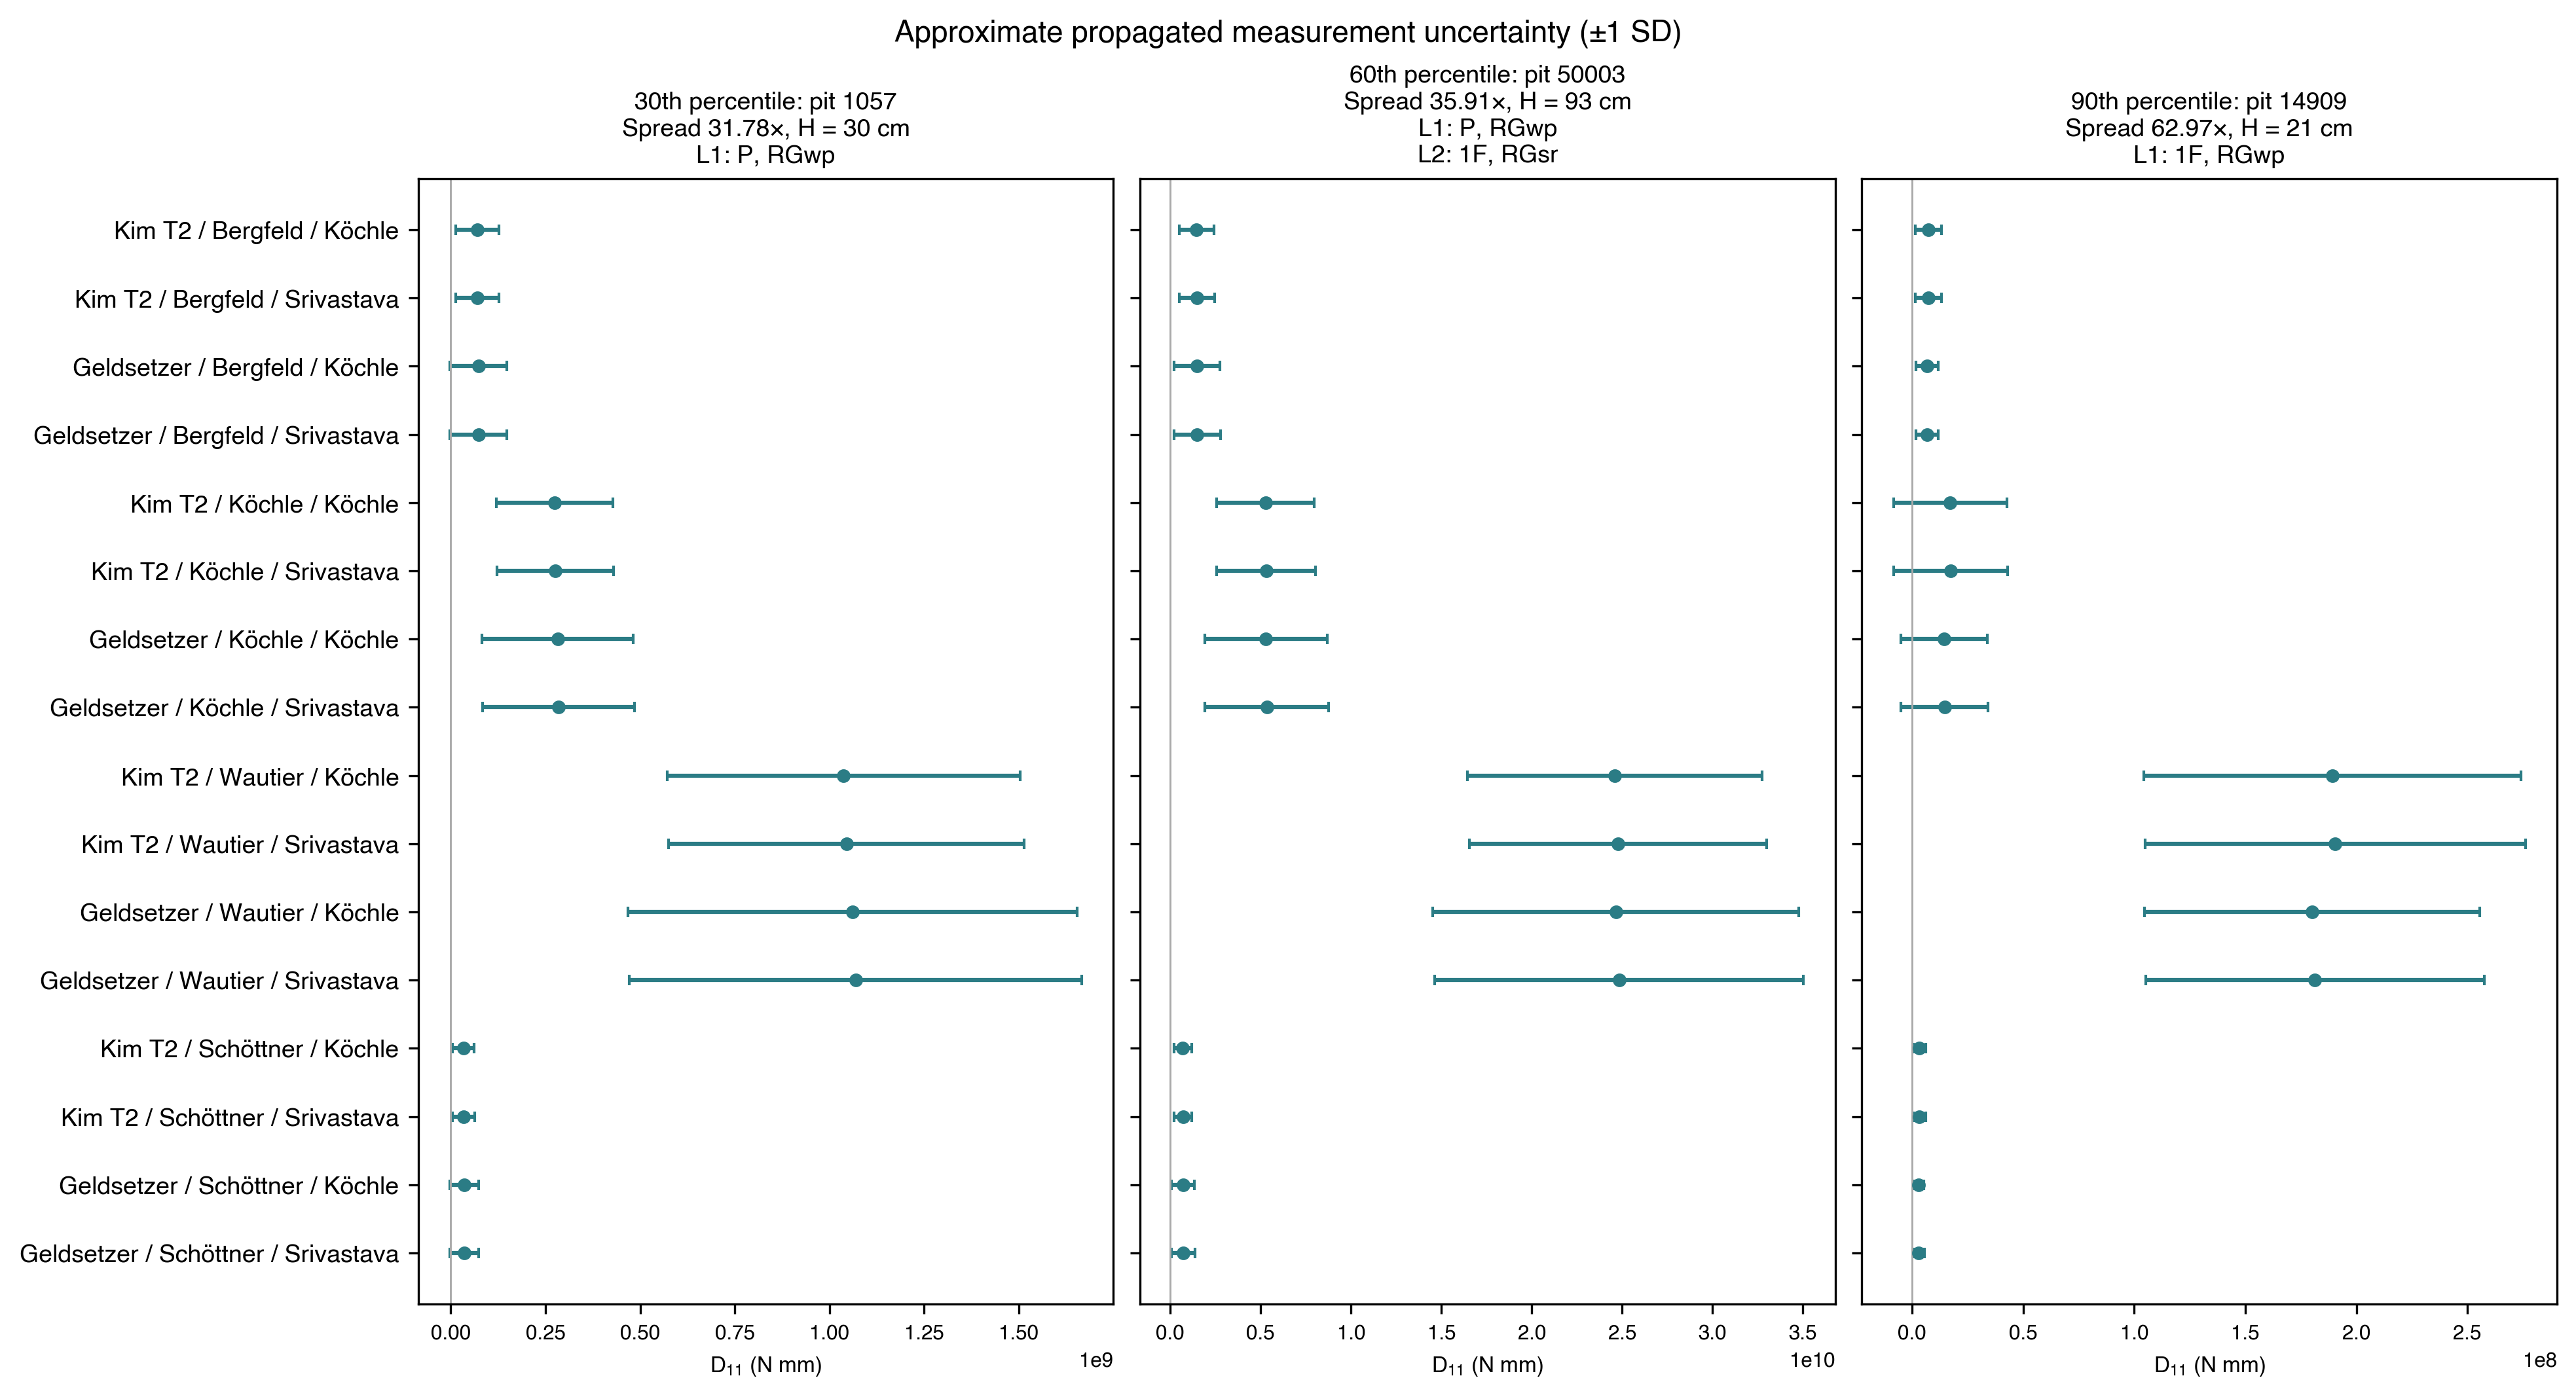 Approximate propagated measurement uncertainty (±1 SD)
30th percentile: pit 1057
Spread 31.78×, H = 30 cm
L1: P, RGwp
60th percentile: pit 50003
Spread 35.91×, H = 93 cm
L1: P, RGwp
L2: 1F, RGsr
90th percentile: pit 14909
Spread 62.97×, H = 21 cm
L1: 1F, RGwp
Kim T2 / Bergfeld / Köchle
Kim T2 / Bergfeld / Srivastava
Geldsetzer / Bergfeld / Köchle
Geldsetzer / Bergfeld / Srivastava
Kim T2 / Köchle / Köchle
Kim T2 / Köchle / Srivastava
Geldsetzer / Köchle / Köchle
Geldsetzer / Köchle / Srivastava
Kim T2 / Wautier / Köchle
Kim T2 / Wautier / Srivastava
Geldsetzer / Wautier / Köchle
Geldsetzer / Wautier / Srivastava
Kim T2 / Schöttner / Köchle
Kim T2 / Schöttner / Srivastava
Geldsetzer / Schöttner / Köchle
Geldsetzer / Schöttner / Srivastava
0.00 0.25 0.50 0.75 1.00 1.25 1.50
D₁₁ (N mm)
1e9
0.0 0.5 1.0 1.5 2.0 2.5 3.0 3.5
D₁₁ (N mm)
1e10
0.0 0.5 1.0 1.5 2.0 2.5
D₁₁ (N mm)
1e8